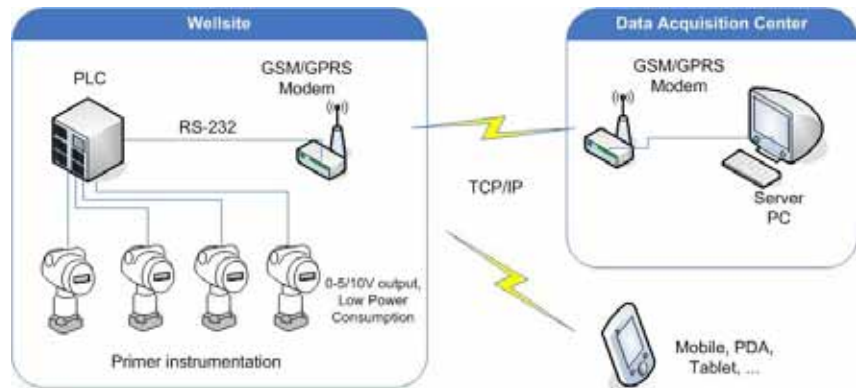 Wellsite
PLC
GSM/GPRS
Modem
RS-232
0-5/10V output,
Low Power
Consumption
Primer instrumentation
TCP/IP
Data Acquisition Center
GSM/GPRS
Modem
Server
PC
Mobile, PDA,
Tablet, ...